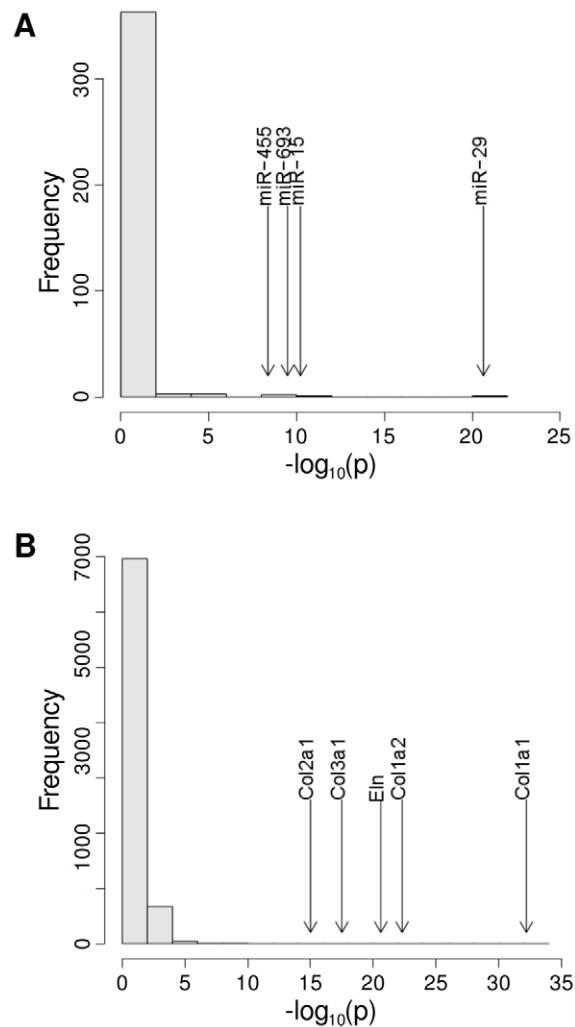 A
Frequency
300
200
100
0
miR-455
miR-693
miR-15
miR-29
0 5 10 15 20 25
-log10(p)
B
Frequency
7000
5000
3000
1000
0
Col2a1
Col3a1
Eln
Col1a2
Col1a1
0 5 10 15 20 25 30 35
-log10(p)